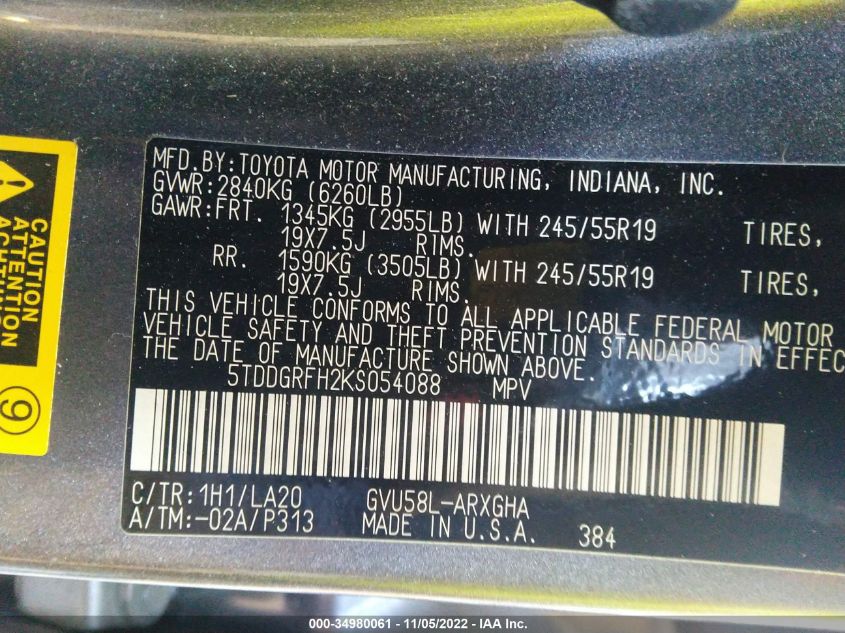 MFD. BY: TOYOTA MOTOR MANUFACTURING, INDIANA, INC.
GVWR: 2840KG (6260LB)
GAWR: FRT. 1345KG (2955LB) WITH 245/55R19 TIRES,
19X7.5J RIMS.
RR. 1590KG (3505LB) WITH 245/55R19 TIRES,
19X7.5J RIMS.
THIS VEHICLE CONFORMS TO ALL APPLICABLE FEDERAL MOTOR
VEHICLE SAFETY AND THEFT PREVENTION STANDARDS IN EFFEC
THE DATE OF MANUFACTURE SHOWN ABOVE.
5TDDGRFH2KS054088 MPV
C/TR: 1H1/LA20 GVU58L-ARXGHA
A/TM: -02A/P313 MADE IN U.S.A. 384
CAUTION
ATTENTION
9
000-34980061 - 11/05/2022 - IAA Inc.